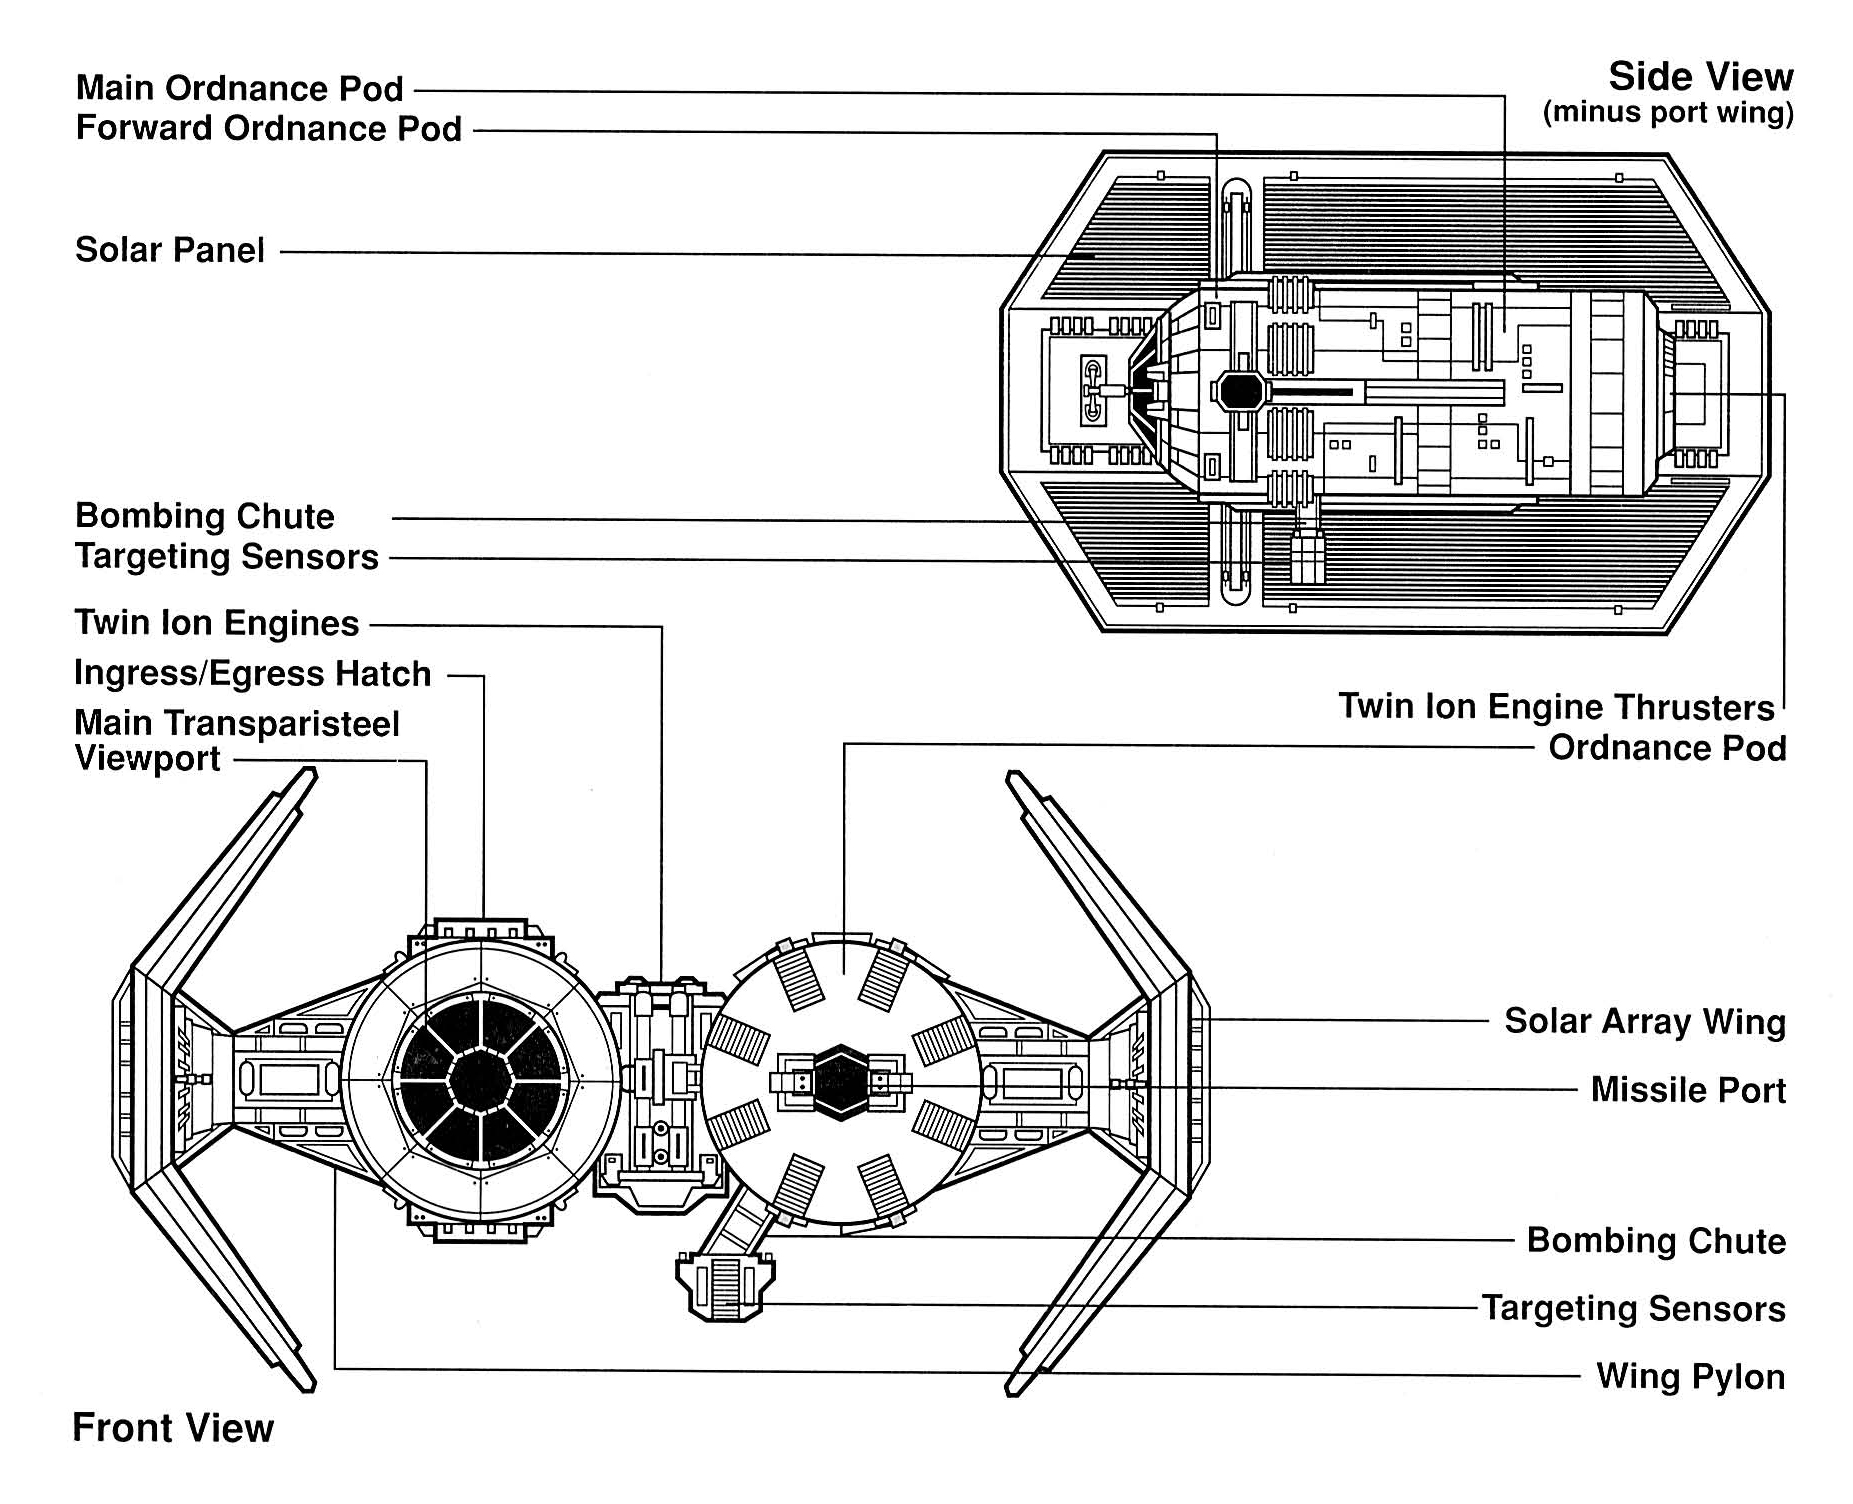 Main Ordnance Pod
Forward Ordnance Pod
Side View
(minus port wing)
Solar Panel
Bombing Chute
Targeting Sensors
Twin Ion Engines
Ingress/Egress Hatch
Main Transparisteel
Viewport
Twin Ion Engine Thrusters
Ordnance Pod
Solar Array Wing
Missile Port
Bombing Chute
Targeting Sensors
Wing Pylon
Front View